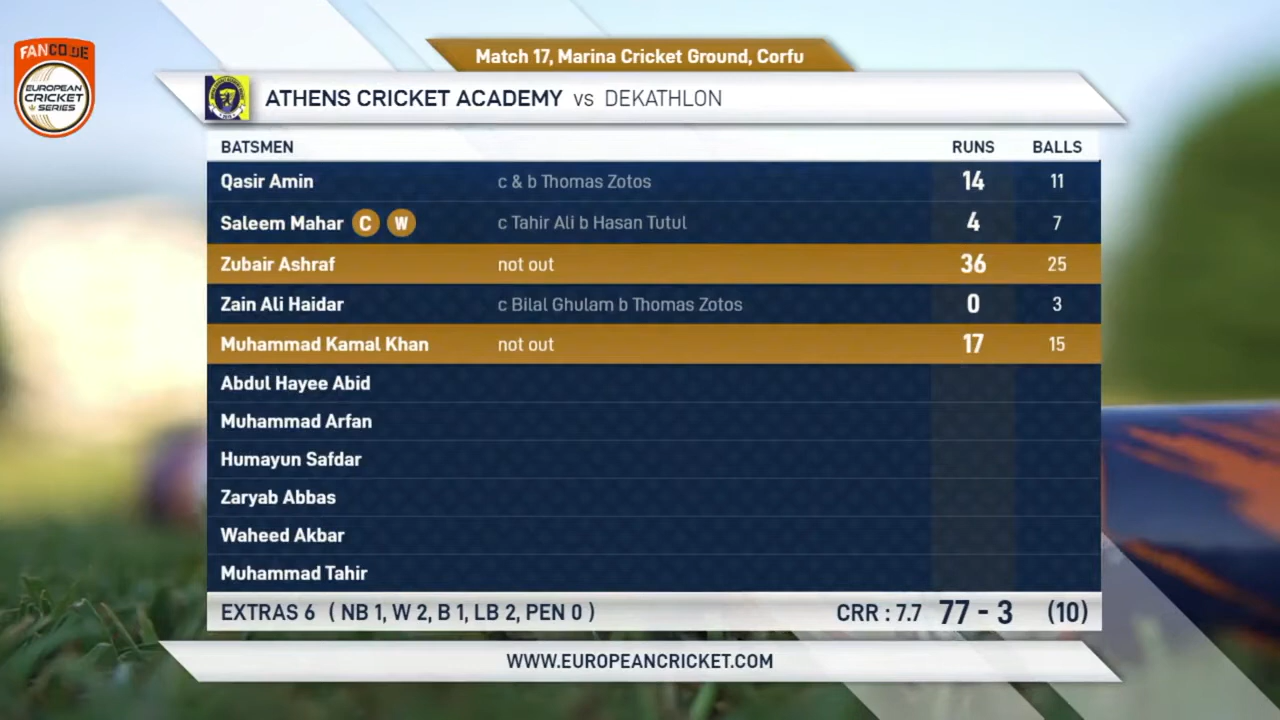 FANCODE
EUROPEAN
CRICKET
SERIES
Match 17, Marina Cricket Ground, Corfu
ATHENS CRICKET ACADEMY vs DEKATHLON
BATSMEN RUNS BALLS
Qasir Amin c & b Thomas Zotos 14 11
Saleem Mahar C W c Tahir Ali b Hasan Tutul 4 7
Zubair Ashraf not out 36 25
Zain Ali Haidar c Bilal Ghulam b Thomas Zotos 0 3
Muhammad Kamal Khan not out 17 15
Abdul Hayee Abid
Muhammad Arfan
Humayun Safdar
Zaryab Abbas
Waheed Akbar
Muhammad Tahir
EXTRAS 6 ( NB 1, W 2, B 1, LB 2, PEN 0 ) CRR : 7.7 77 - 3 (10)
WWW.EUROPEANCRICKET.COM